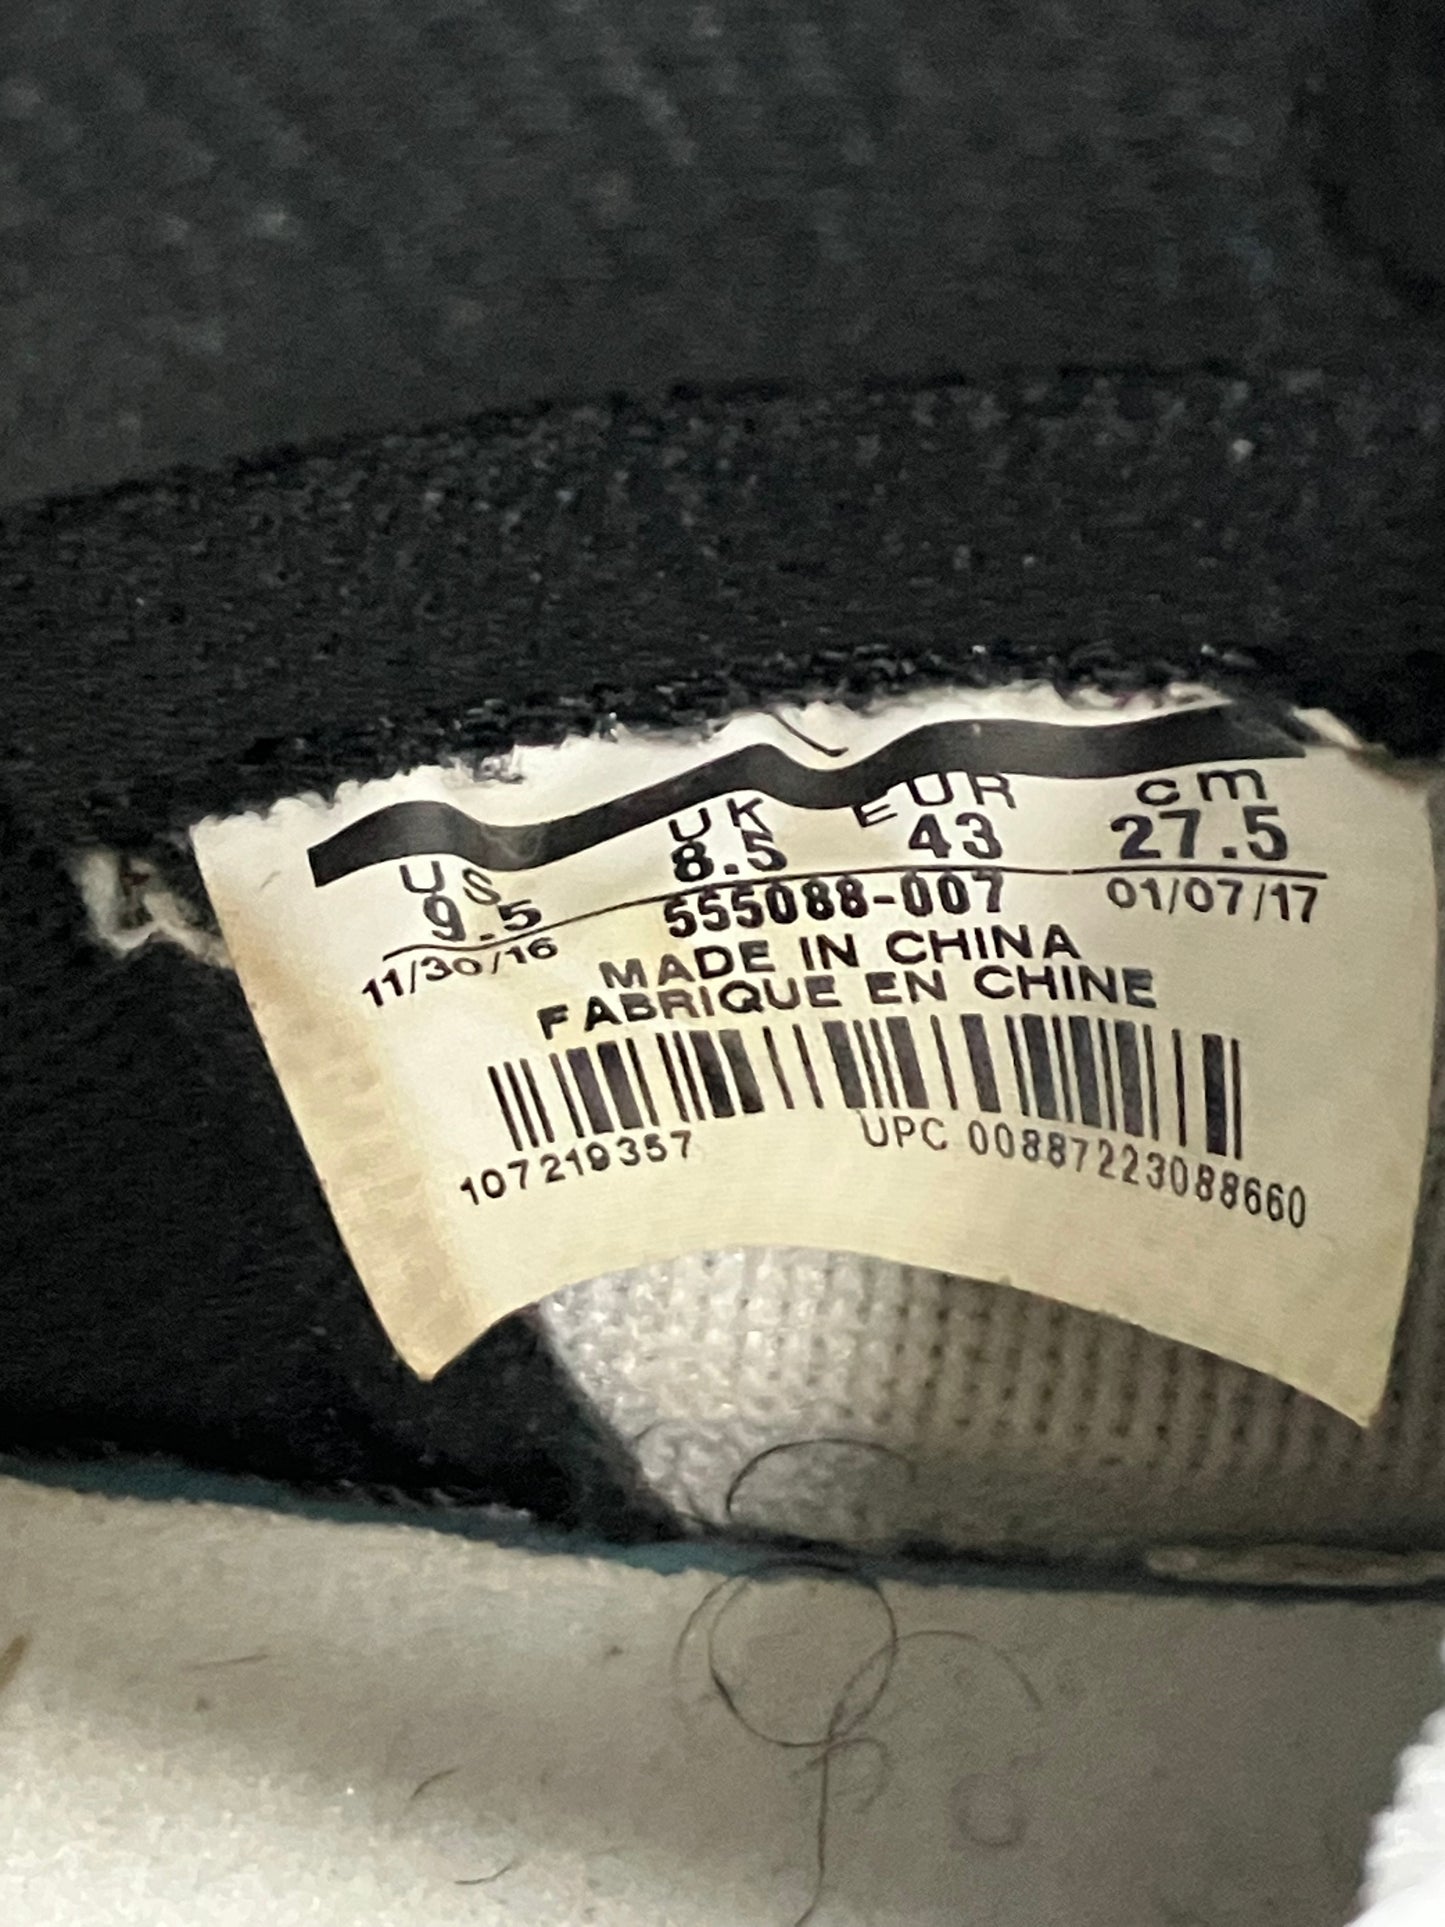 US UK EUR cm
9.5 8.5 43 27.5
11/30/16 555088-007 01/07/17
MADE IN CHINA
FABRIQUE EN CHINE
107219357 UPC 00887223088660